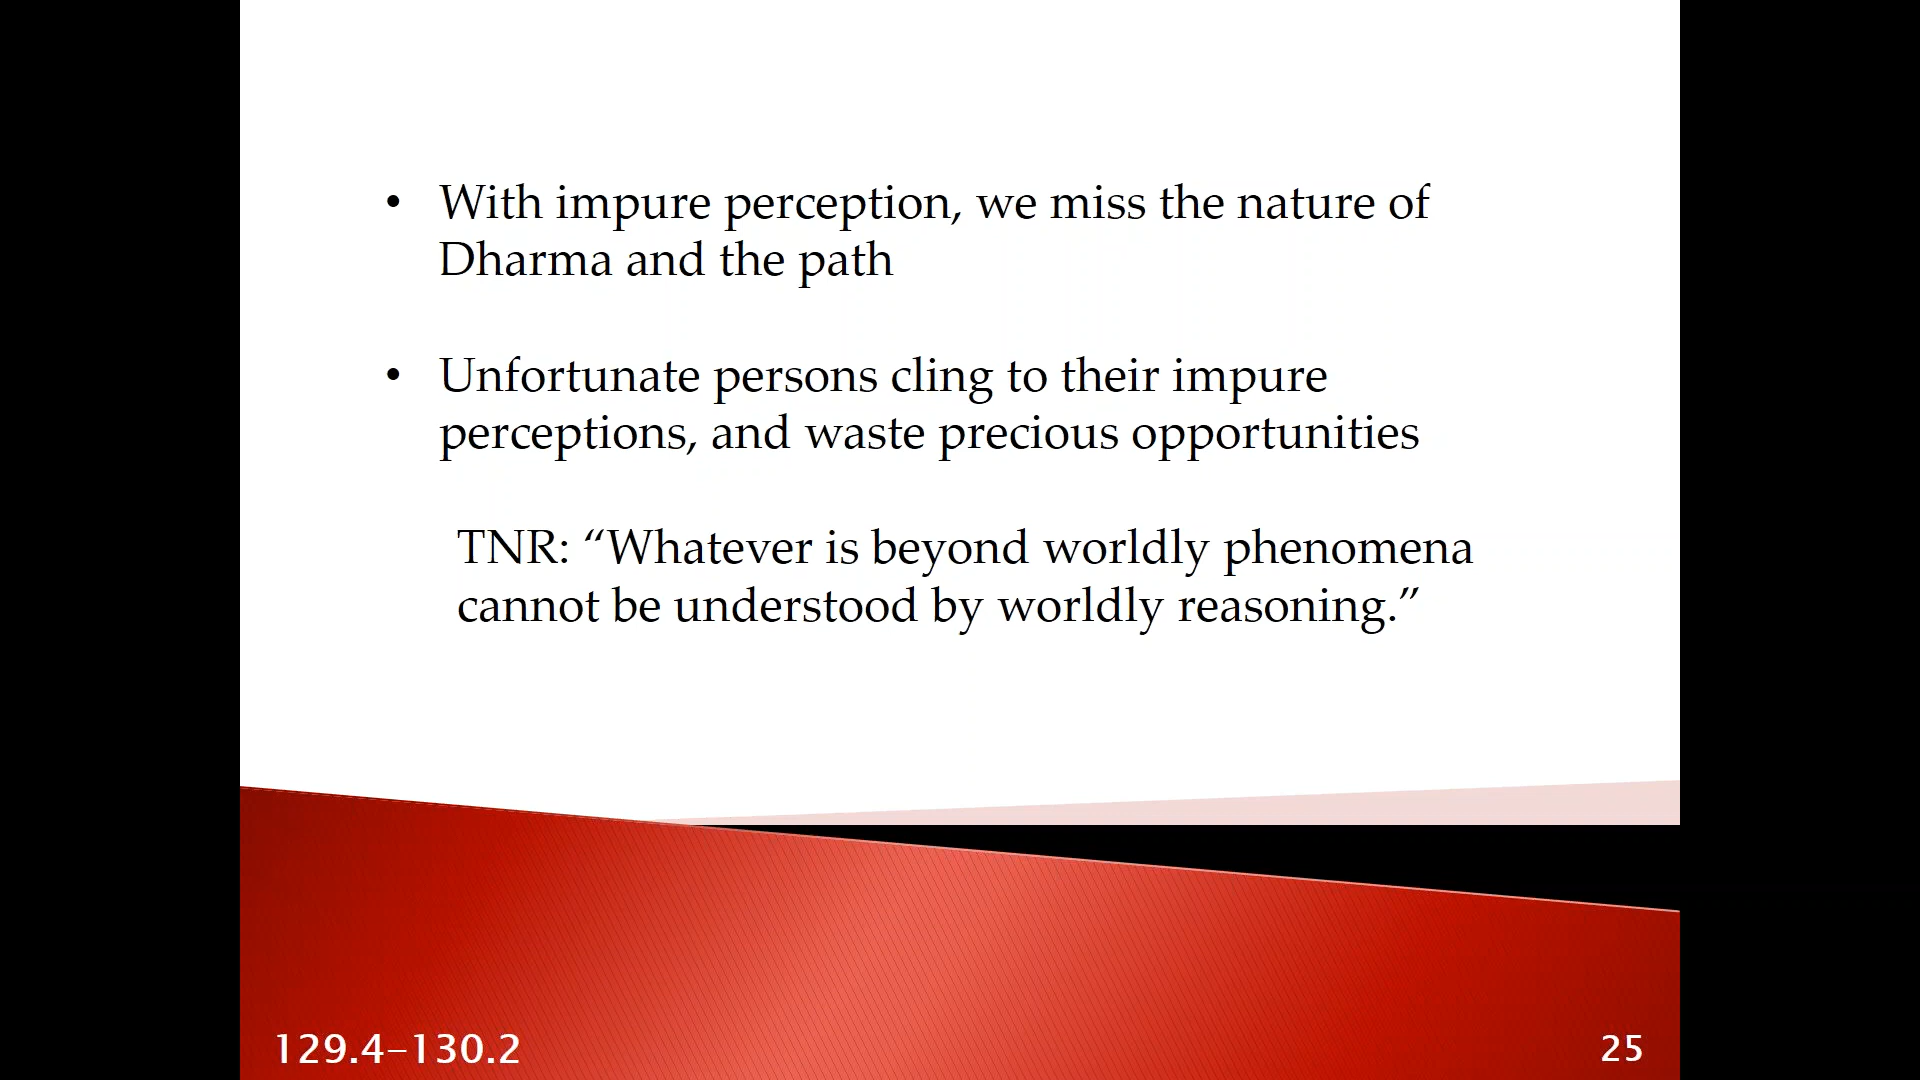 • With impure perception, we miss the nature of
Dharma and the path
• Unfortunate persons cling to their impure
perceptions, and waste precious opportunities
TNR: “Whatever is beyond worldly phenomena
cannot be understood by worldly reasoning.”
129.4–130.2
25